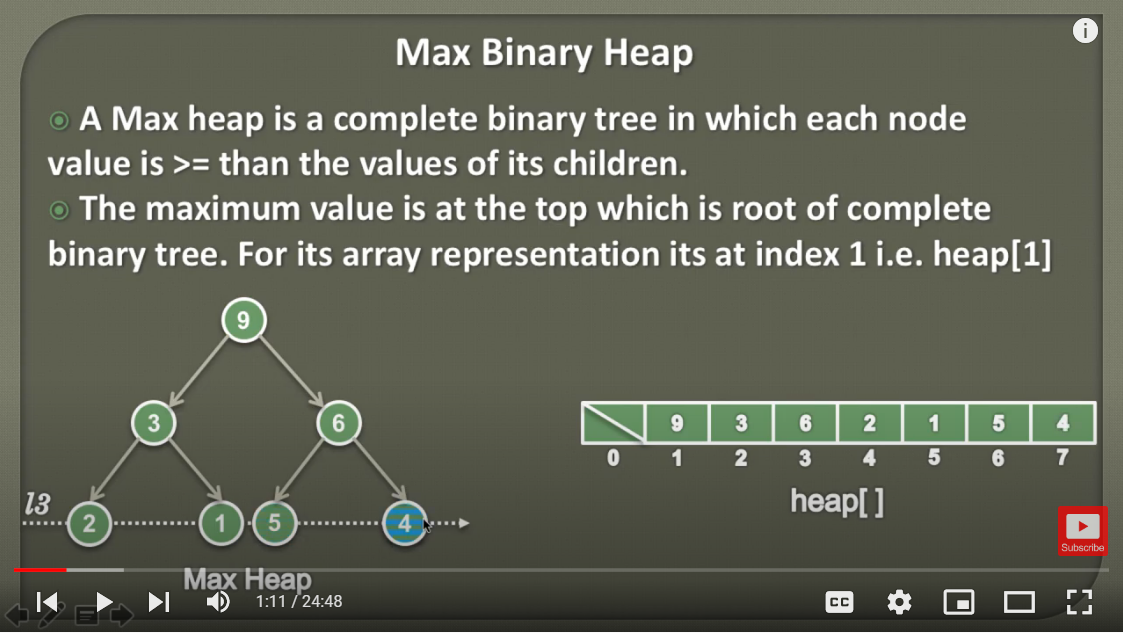 Max Binary Heap
A Max heap is a complete binary tree in which each node
value is >= than the values of its children.
The maximum value is at the top which is root of complete
binary tree. For its array representation its at index 1 i.e. heap[1]
9
3 6
l3 2 1 5 4
Max Heap
9 3 6 2 1 5 4
0 1 2 3 4 5 6 7
heap[ ]
Subscribe
1:11 / 24:48
CC
i